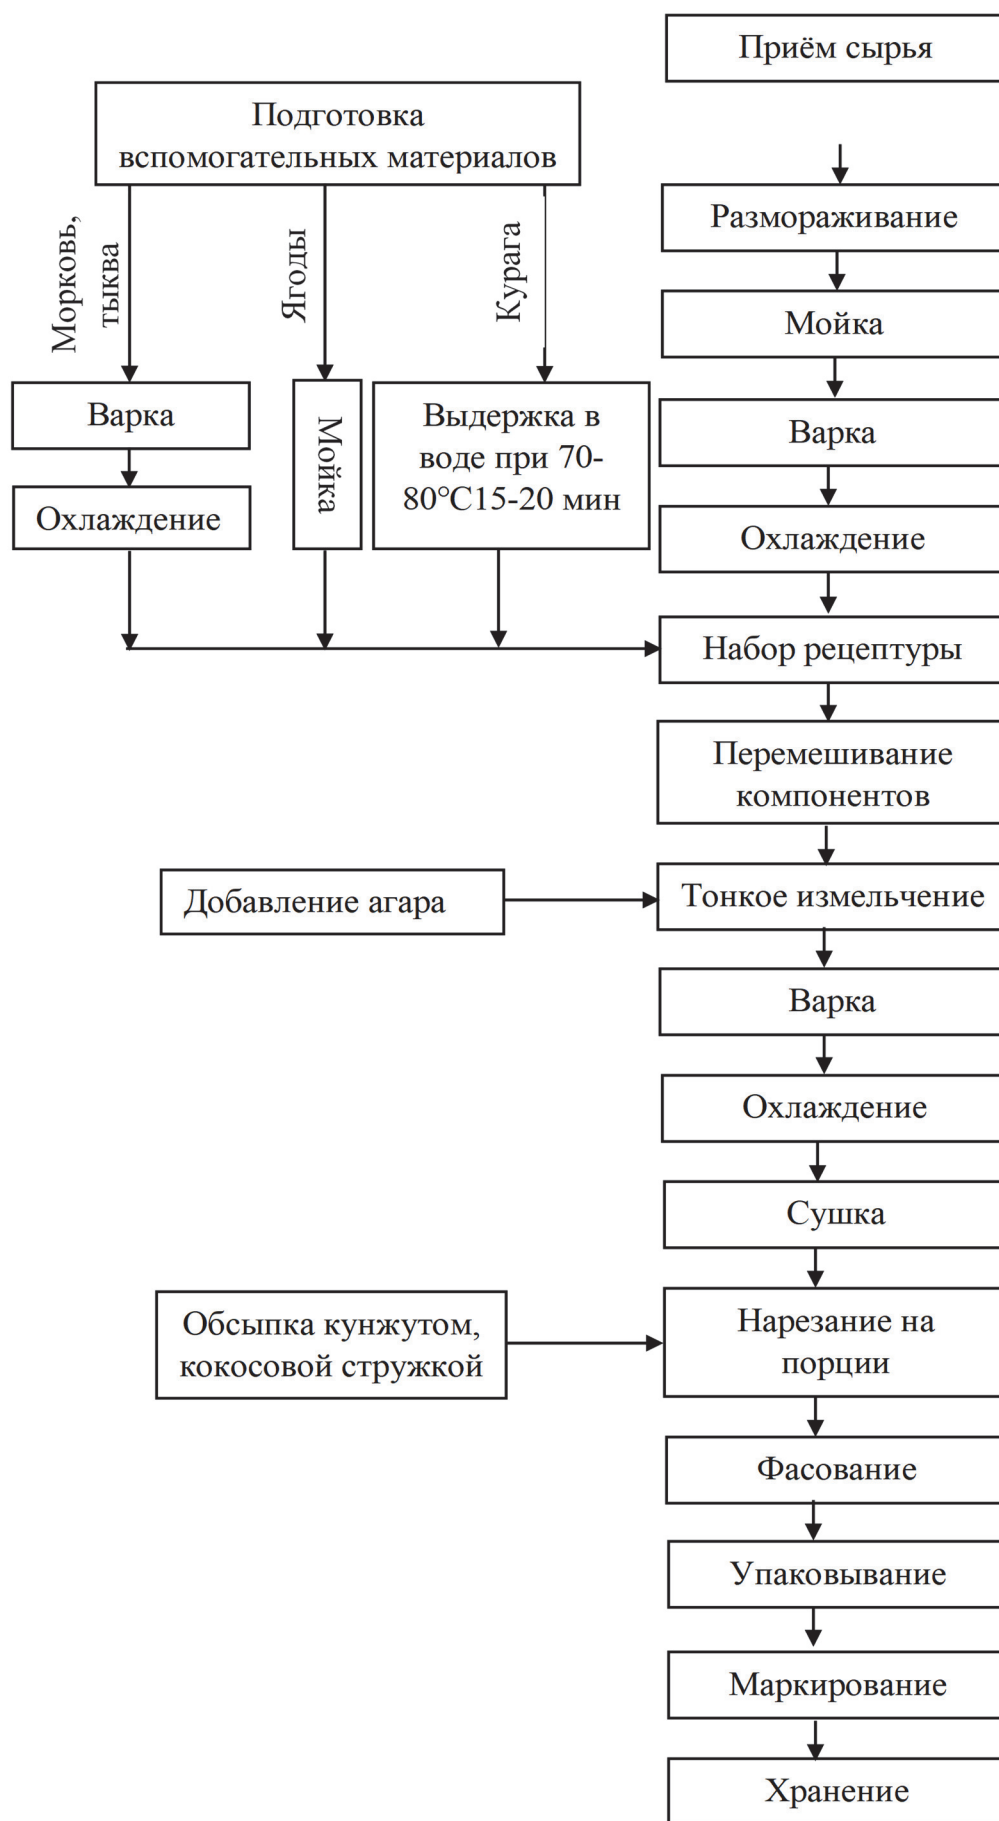 Приём сырья
Подготовка
вспомогательных материалов
Морковь,
тыква
Ягоды
Курага
Размораживание
Мойка
Варка
Мойка
Выдержка в
воде при 70-
80°С15-20 мин
Варка
Охлаждение
Охлаждение
Набор рецептуры
Перемешивание
компонентов
Добавление агара
Тонкое измельчение
Варка
Охлаждение
Сушка
Обсыпка кунжутом,
кокосовой стружкой
Нарезание на
порции
Фасование
Упаковывание
Маркирование
Хранение